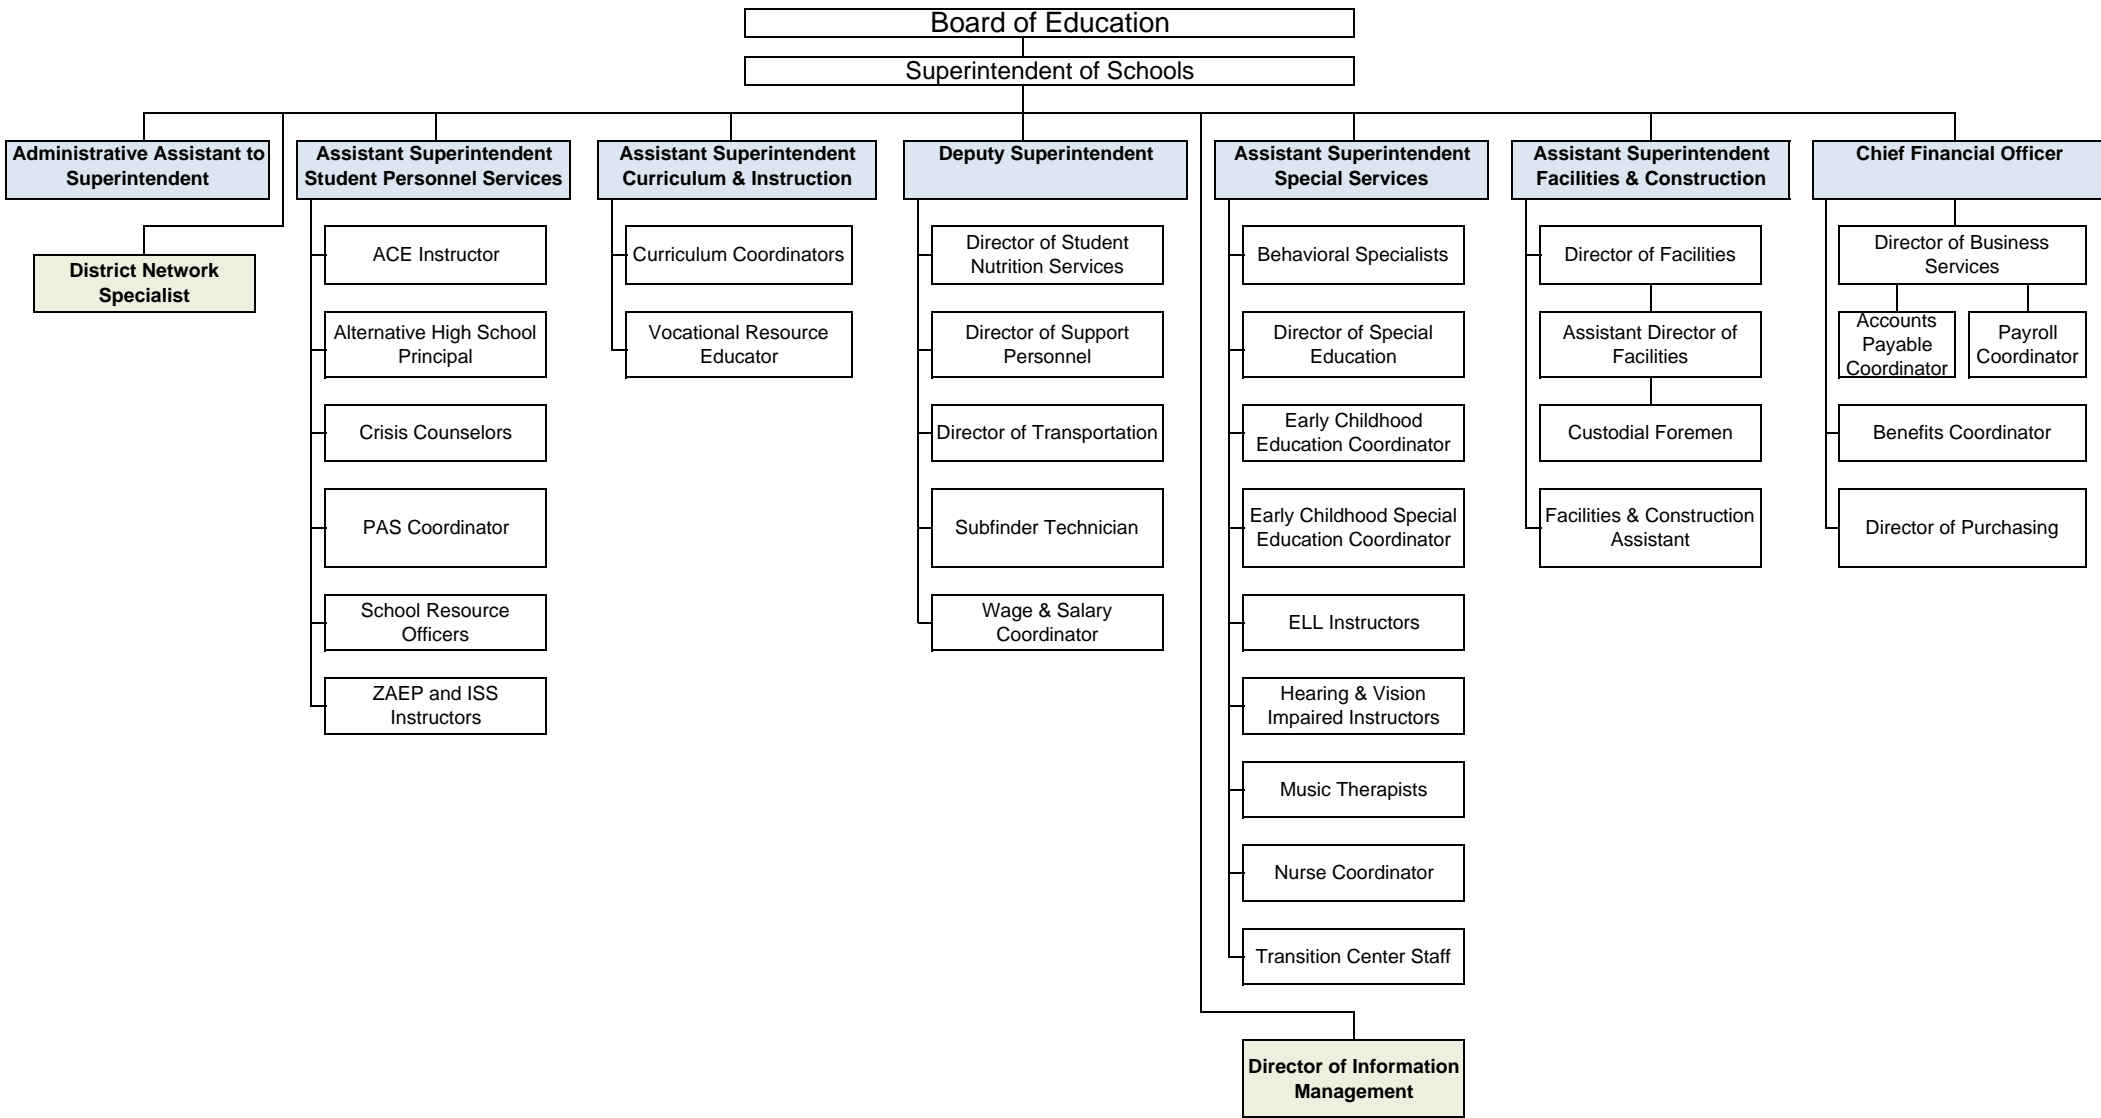 Board of Education
Superintendent of Schools
Administrative Assistant to
Superintendent
District Network
Specialist
Assistant Superintendent
Student Personnel Services
ACE Instructor
Alternative High School
Principal
Crisis Counselors
PAS Coordinator
School Resource
Officers
ZAEP and ISS
Instructors
Assistant Superintendent
Curriculum & Instruction
Curriculum Coordinators
Vocational Resource
Educator
Deputy Superintendent
Director of Student
Nutrition Services
Director of Support
Personnel
Director of Transportation
Subfinder Technician
Wage & Salary
Coordinator
Assistant Superintendent
Special Services
Behavioral Specialists
Director of Special
Education
Early Childhood
Education Coordinator
Early Childhood Special
Education Coordinator
ELL Instructors
Hearing & Vision
Impaired Instructors
Music Therapists
Nurse Coordinator
Transition Center Staff
Director of Information
Management
Assistant Superintendent
Facilities & Construction
Director of Facilities
Assistant Director of
Facilities
Custodial Foremen
Facilities & Construction
Assistant
Chief Financial Officer
Director of Business
Services
Accounts
Payable
Coordinator
Payroll
Coordinator
Benefits Coordinator
Director of Purchasing